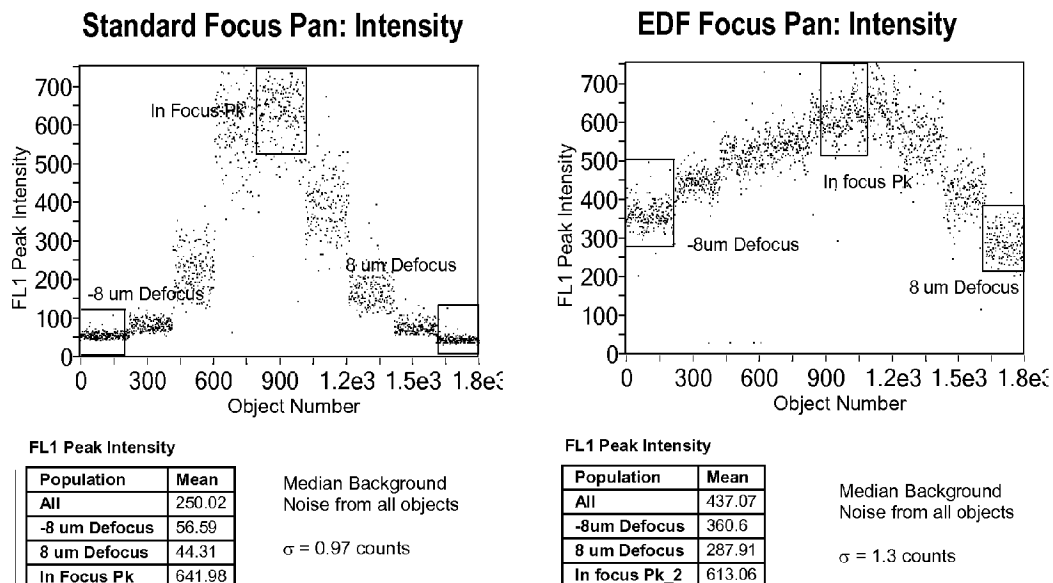 Standard Focus Pan: Intensity
FL1 Peak Intensity
700
600
500
400
300
200
100
0
In Focus Pk
-8 um Defocus
8 um Defocus
0 300 600 900 1.2e3 1.5e3 1.8e3
Object Number
FL1 Peak Intensity
Population Mean
All 250.02
-8 um Defocus 56.59
8 um Defocus 44.31
In Focus Pk 641.98
Median Background
Noise from all objects
σ = 0.97 counts
EDF Focus Pan: Intensity
FL1 Peak Intensity
700
600
500
400
300
200
100
0
In focus Pk
-8um Defocus
8 um Defocus
0 300 600 900 1.2e3 1.5e3 1.8e3
Object Number
FL1 Peak Intensity
Population Mean
All 437.07
-8um Defocus 360.6
8 um Defocus 287.91
In focus Pk_2 613.06
Median Background
Noise from all objects
σ = 1.3 counts